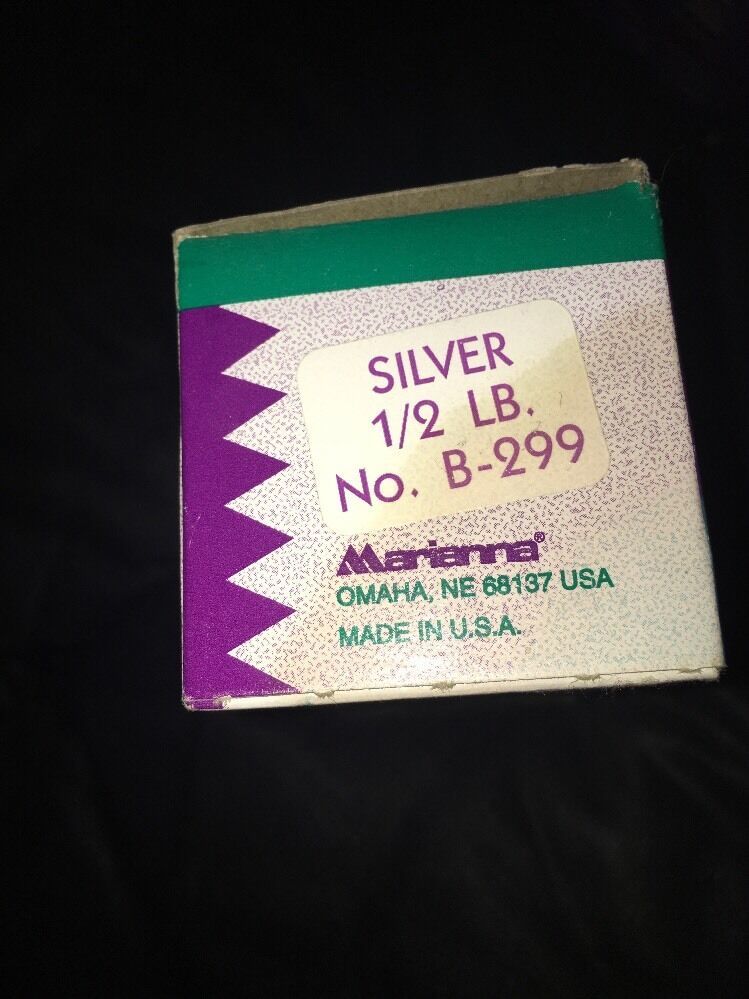 SILVER
1/2 LB.
No. B-299
Marianna®
OMAHA, NE 68137 USA
MADE IN U.S.A.